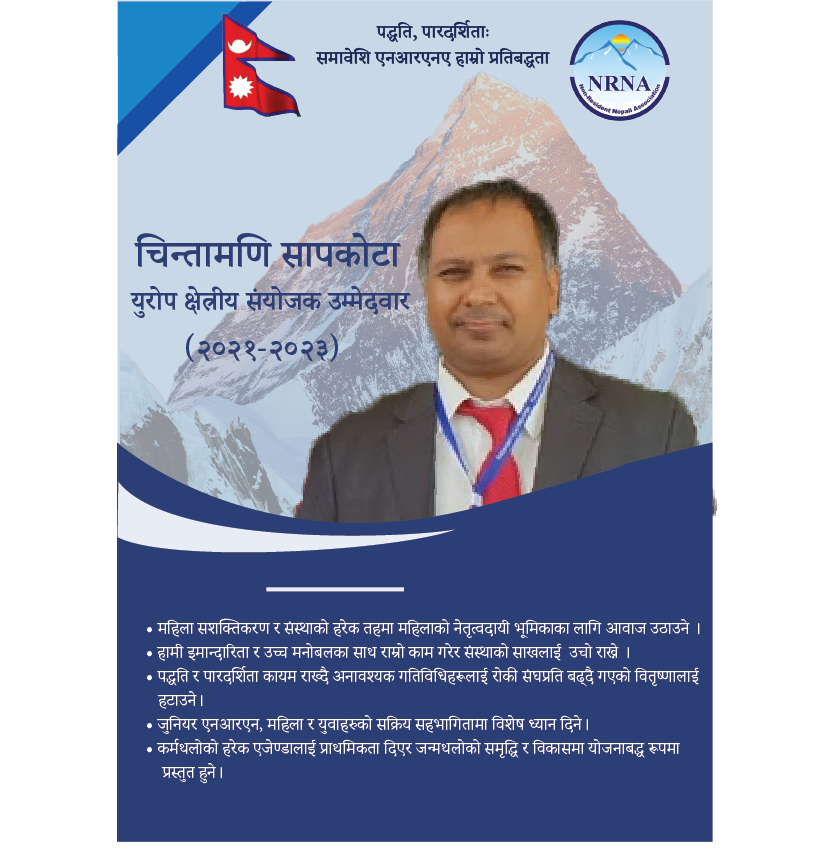 पद्धति, पारदर्शिताः
समावेशि एनआरएनए हाम्रो प्रतिबद्धता
NRNA
Non-Resident Nepali Association
चिन्तामणि सापकोटा
युरोप क्षेत्रीय संयोजक उम्मेदवार
(२०२१-२०२३)
• महिला सशक्तिकरण र संस्थाको हरेक तहमा महिलाको नेतृत्वदायी भूमिकाका लागि आवाज उठाउने ।
• हामी इमान्दारिता र उच्च मनोबलका साथ राम्रो काम गरेर संस्थाको साखलाई उचो राख्ने ।
• पद्धति र पारदर्शिता कायम राख्दै अनावश्यक गतिविधिहरूलाई रोकी संघप्रति बढ्दै गएको वितृष्णालाई
हटाउने।
• जुनियर एनआरएन, महिला र युवाहरुको सक्रिय सहभागितामा विशेष ध्यान दिने।
• कर्मथलोको हरेक एजेण्डालाई प्राथमिकता दिएर जन्मथलोको समृद्धि र विकासमा योजनाबद्ध रूपमा
प्रस्तुत हुने।